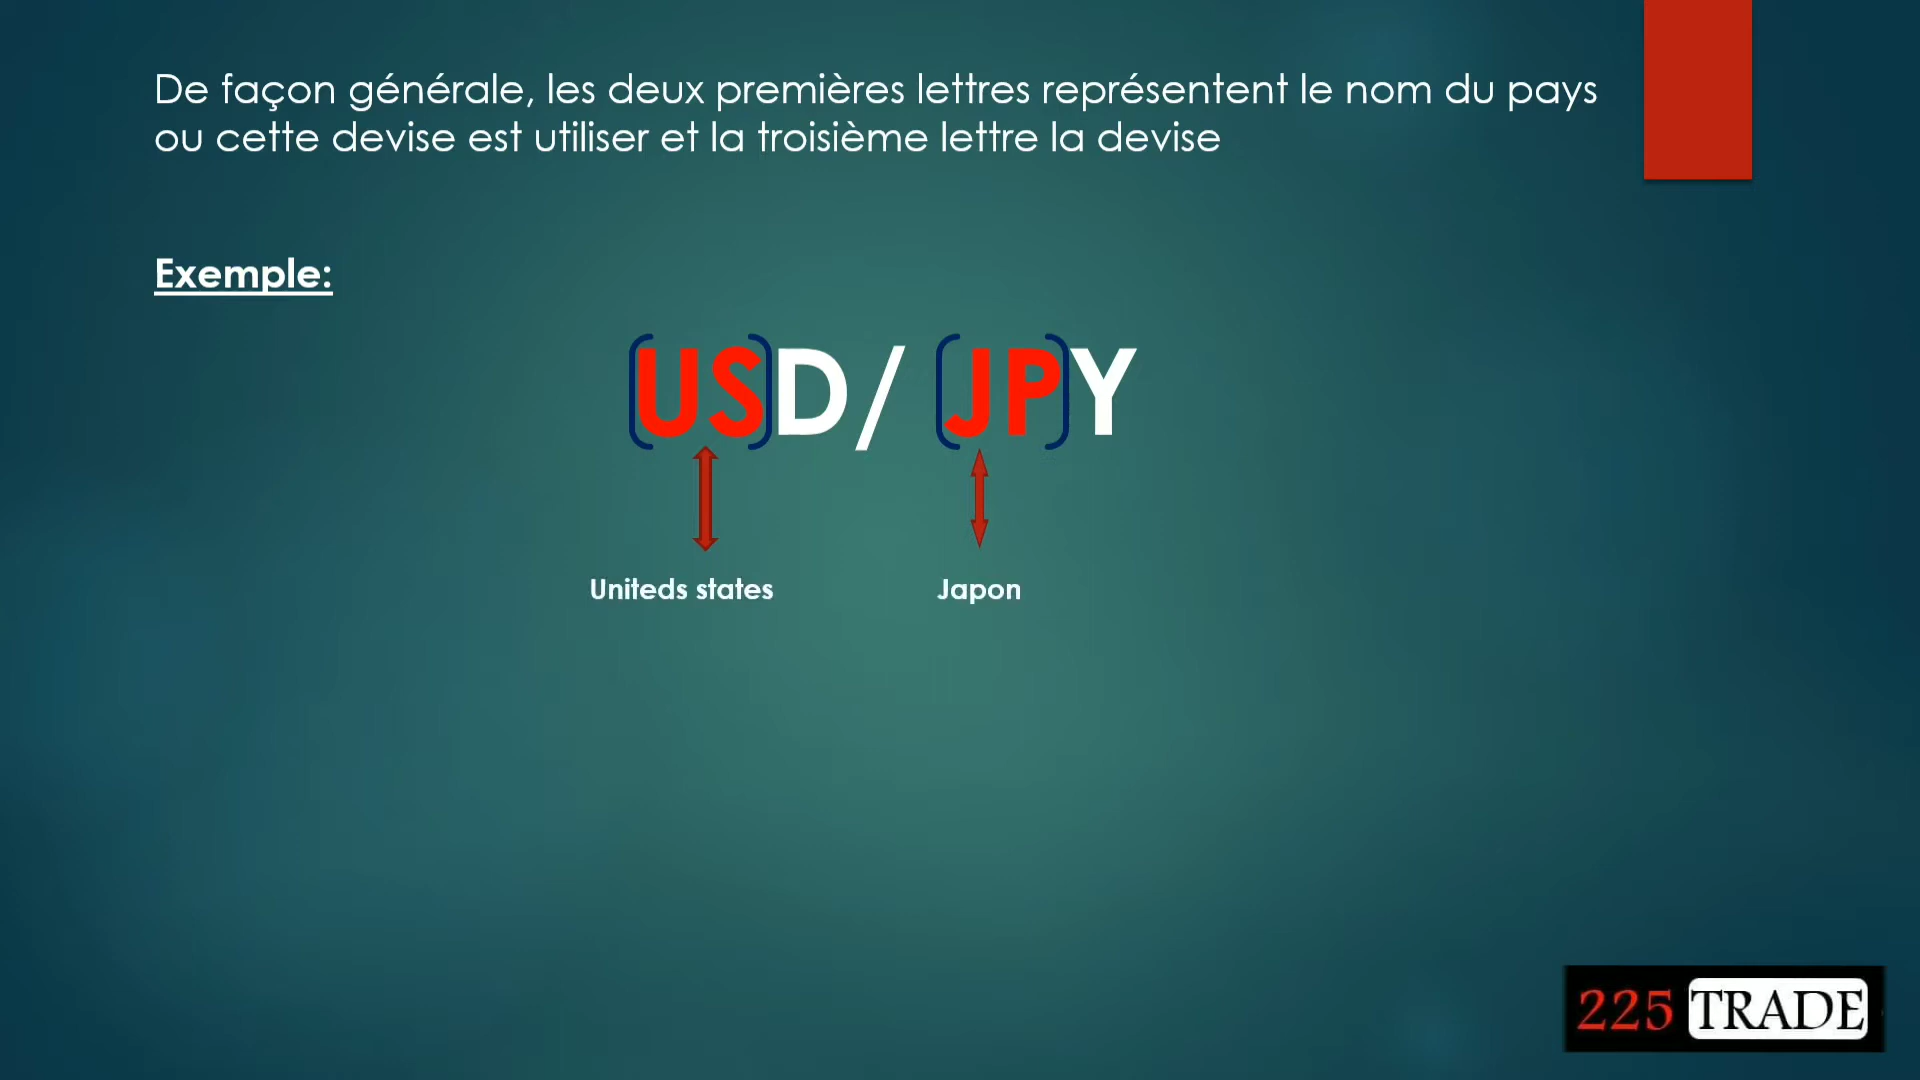 De façon générale, les deux premières lettres représentent le nom du pays
ou cette devise est utiliser et la troisième lettre la devise
Exemple:
USD/ JPY
Uniteds states Japon
225 TRADE